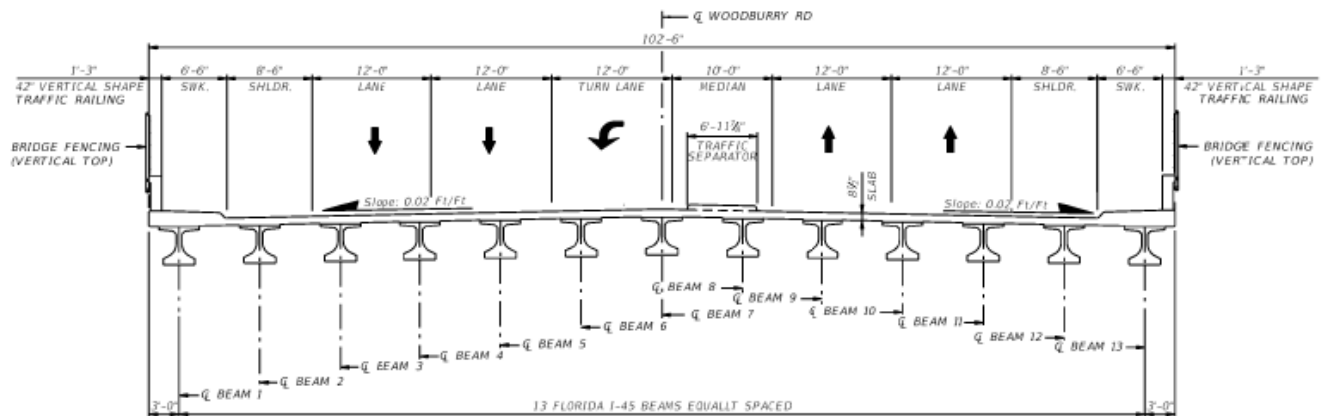 ℄ WOODBURRY RD
102'-6"
1'-3" 6'-6" 8'-6" 12'-0" 12'-0" 12'-0" 10'-0" 12'-0" 12'-0" 8'-6" 6'-6" 1'-3"
42" VERTICAL SHAPE SWK. SHLDR. LANE LANE TURN LANE MEDIAN LANE LANE SHLDR. SWK. 42" VERTICAL SHAPE
TRAFFIC RAILING TRAFFIC RAILING
6'-11⅞"
TRAFFIC
SEPARATOR
BRIDGE FENCING
(VERTICAL TOP)
BRIDGE FENCING
(VERTICAL TOP)
8½"
SLAB
Slope: 0.02 Ft/Ft
Slope: 0.02 Ft/Ft
℄ BEAM 8
℄ BEAM 9
℄ BEAM 7
℄ BEAM 10
℄ BEAM 6
℄ BEAM 11
℄ BEAM 5
℄ BEAM 12
℄ BEAM 4
℄ BEAM 13
℄ EEAM 3
℄ BEAM 2
℄ BEAM 1
3'-0" 13 FLORIDA I-45 BEAMS EQUALLT SPACED 3'-0"